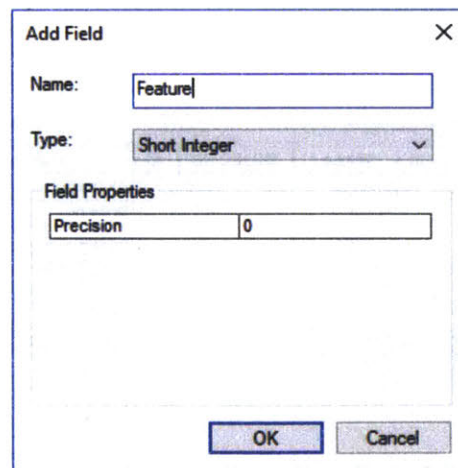 Add Field
Name: Feature
Type: Short Integer
Field Properties
Precision 0
OK Cancel